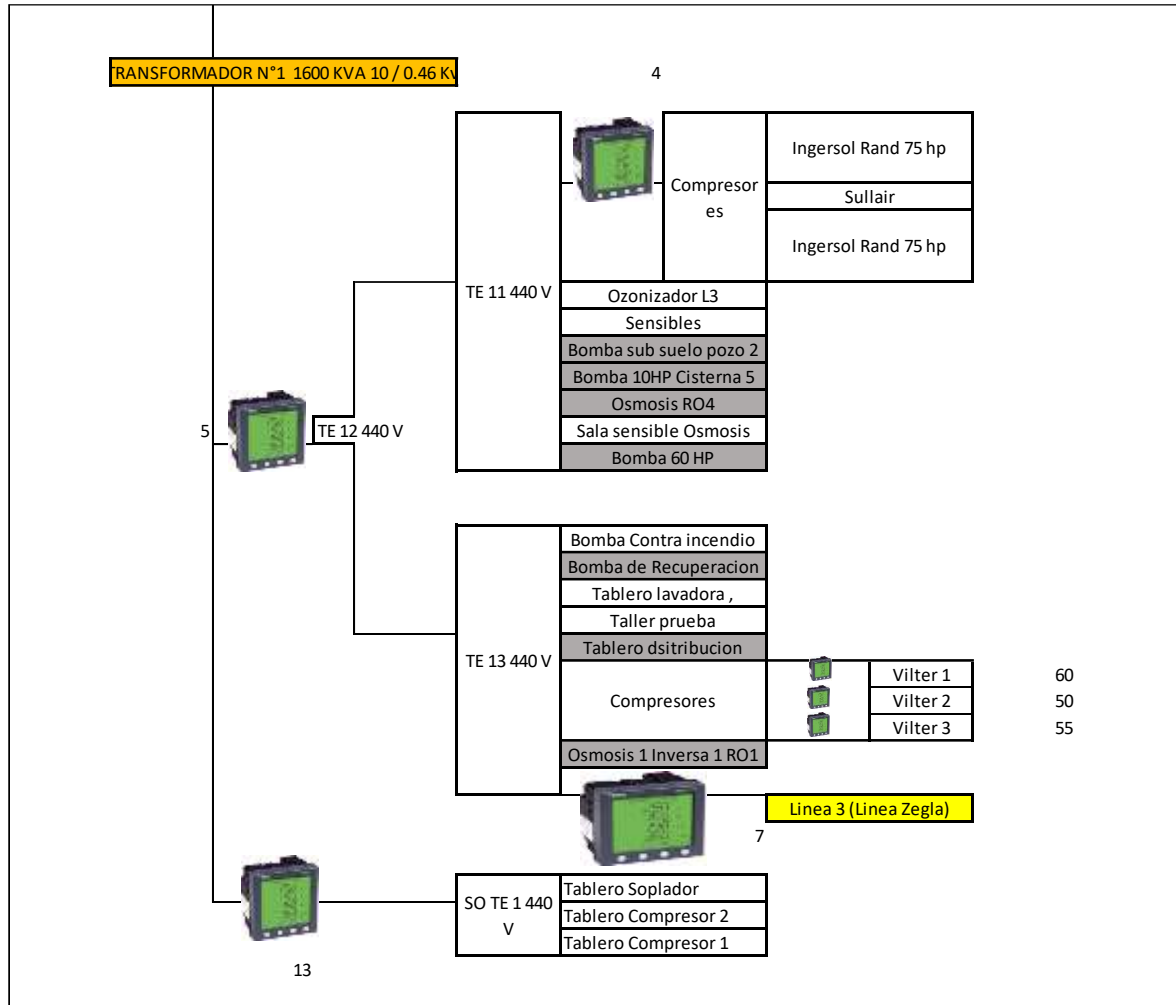 TRANSFORMADOR N°1 1600 KVA 10 / 0.46 Kv
4
Ingersol Rand 75 hp
Compresor
es
Sullair
Ingersol Rand 75 hp
TE 11 440 V
Ozonizador L3
Sensibles
Bomba sub suelo pozo 2
Bomba 10HP Cisterna 5
Osmosis RO4
5
TE 12 440 V
Sala sensible Osmosis
Bomba 60 HP
Bomba Contra incendio
Bomba de Recuperacion
Tablero lavadora ,
Taller prueba
TE 13 440 V
Tablero dsitribucion
Compresores
Vilter 1
60
Vilter 2
50
Vilter 3
55
Osmosis 1 Inversa 1 RO1
Linea 3 (Linea Zegla)
7
SO TE 1 440
V
Tablero Soplador
Tablero Compresor 2
Tablero Compresor 1
13